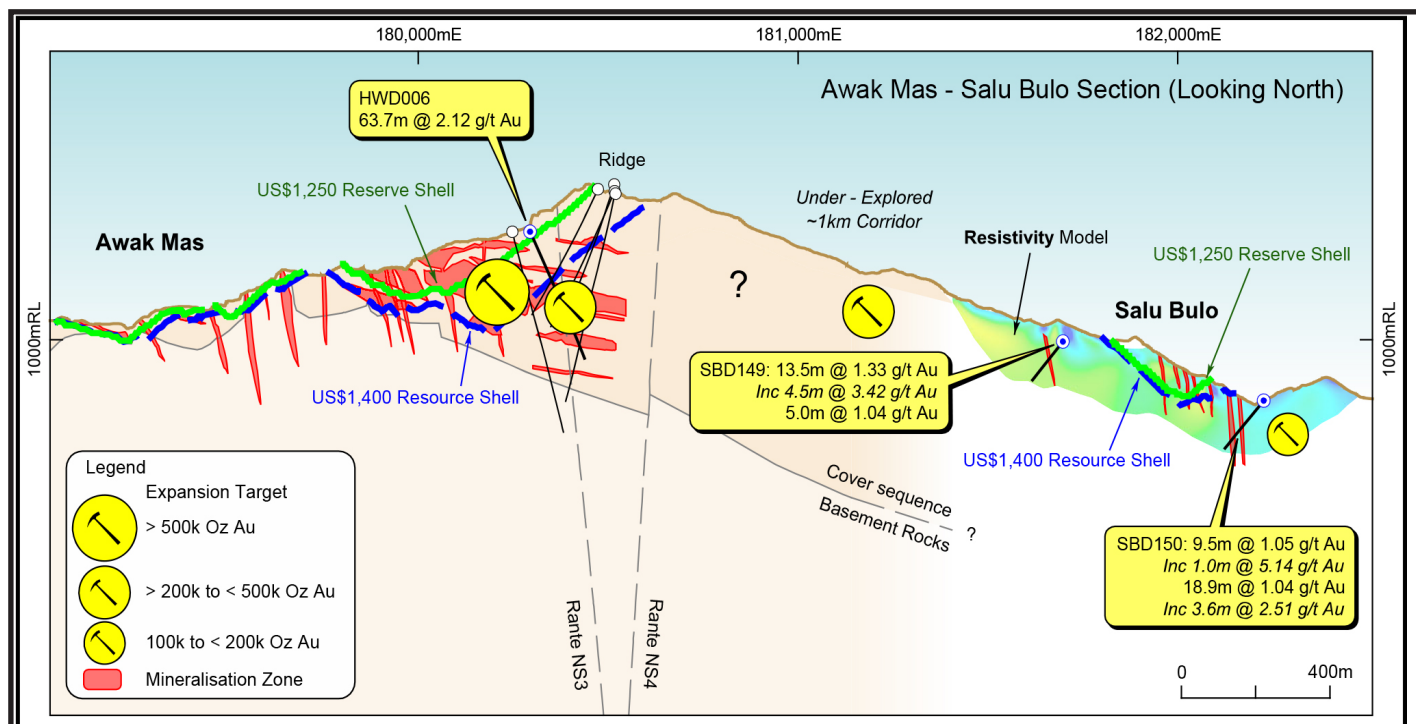 180,000mE
181,000mE
182,000mE
Awak Mas - Salu Bulo Section (Looking North)
HWD006
63.7m @ 2.12 g/t Au
Ridge
US$1,250 Reserve Shell
Under - Explored
~1km Corridor
Awak Mas
Resistivity Model
US$1,250 Reserve Shell
?
Salu Bulo
1000mRL
1000mRL
SBD149: 13.5m @ 1.33 g/t Au
Inc 4.5m @ 3.42 g/t Au
5.0m @ 1.04 g/t Au
US$1,400 Resource Shell
US$1,400 Resource Shell
Cover sequence
Basement Rocks
?
SBD150: 9.5m @ 1.05 g/t Au
Inc 1.0m @ 5.14 g/t Au
18.9m @ 1.04 g/t Au
Inc 3.6m @ 2.51 g/t Au
Rante NS3
Rante NS4
Legend
Expansion Target
> 500k Oz Au
> 200k to < 500k Oz Au
100k to < 200k Oz Au
Mineralisation Zone
0
400m